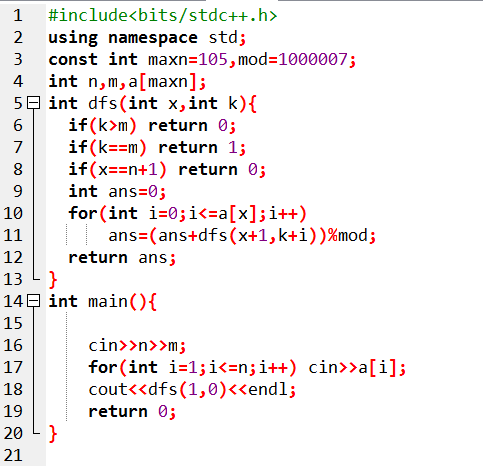 1 #include<bits/stdc++.h>
2 using namespace std;
3 const int maxn=105,mod=1000007;
4 int n,m,a[maxn];
5 int dfs(int x,int k){
6 if(k>m) return 0;
7 if(k==m) return 1;
8 if(x==n+1) return 0;
9 int ans=0;
10 for(int i=0;i<=a[x];i++)
11 ans=(ans+dfs(x+1,k+i))%mod;
12 return ans;
13 }
14 int main(){
15
16 cin>>n>>m;
17 for(int i=1;i<=n;i++) cin>>a[i];
18 cout<<dfs(1,0)<<endl;
19 return 0;
20 }
21